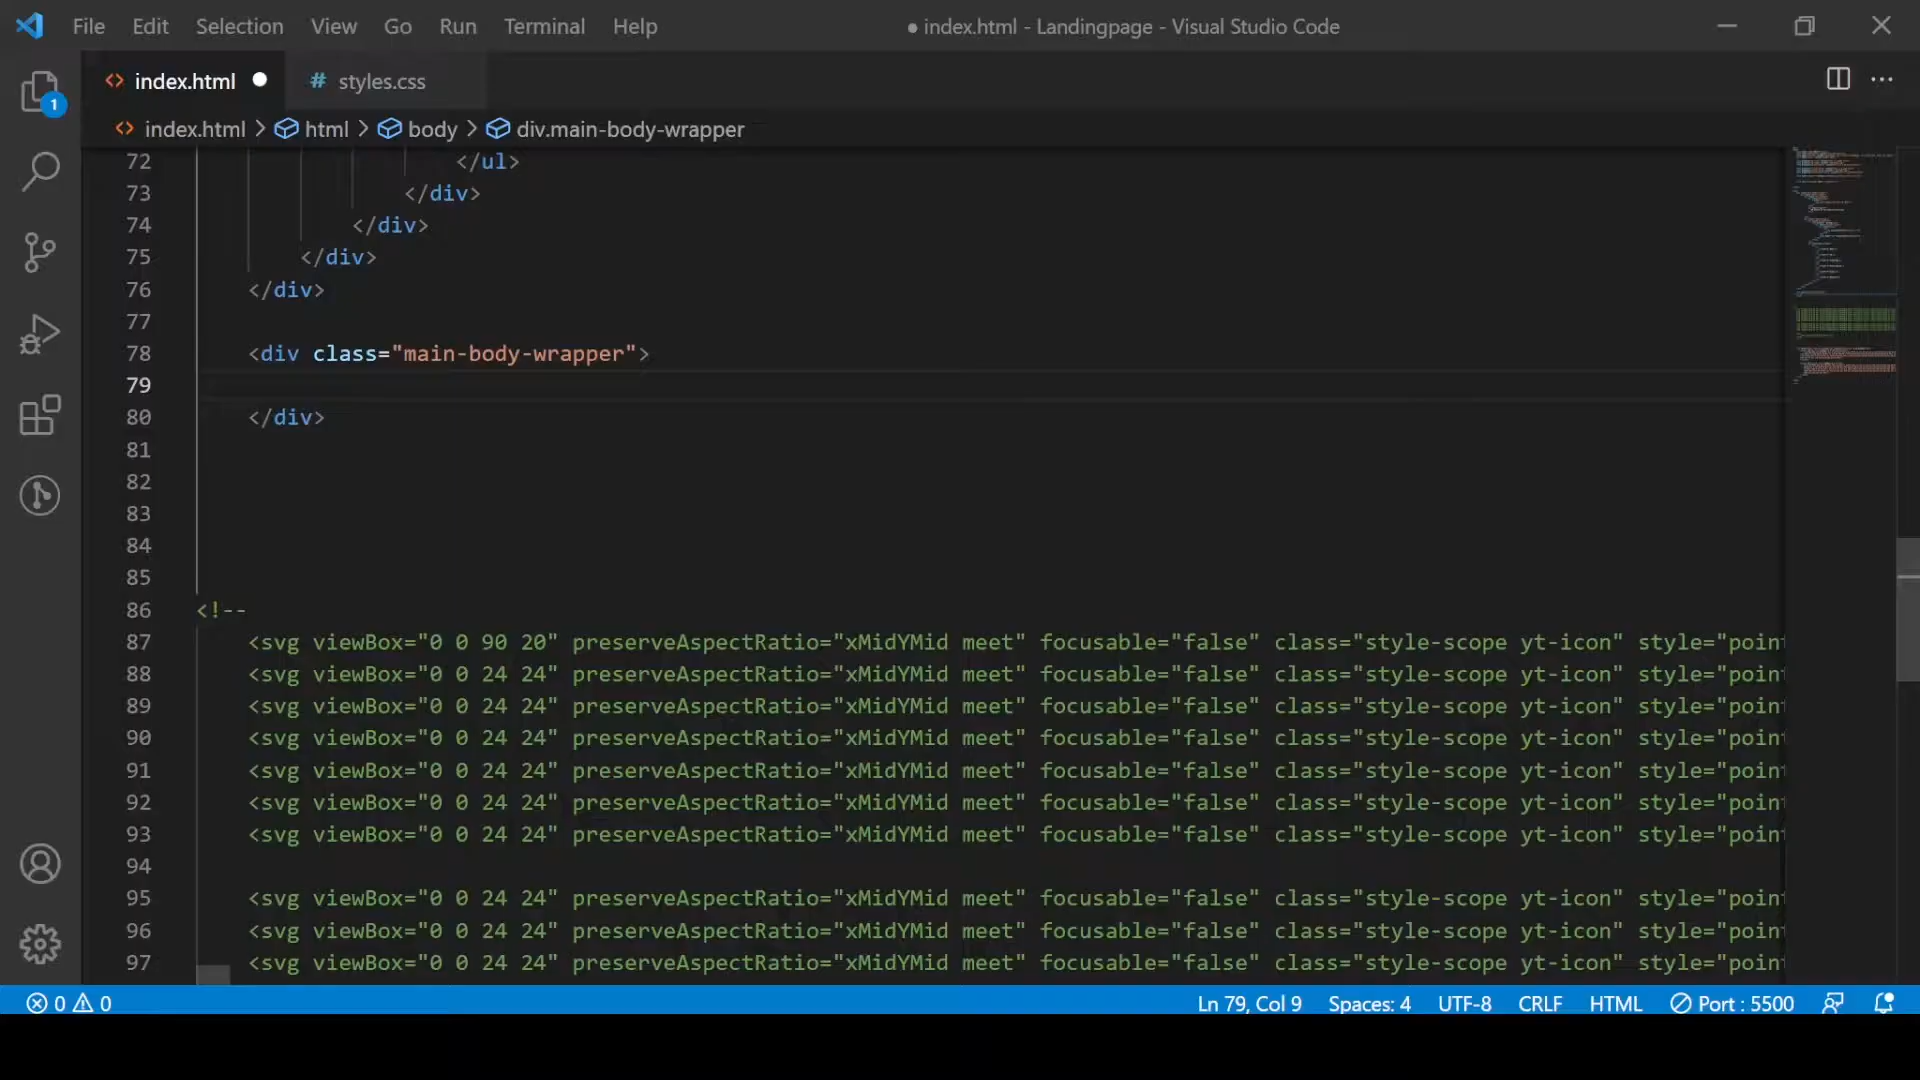 File Edit Selection View Go Run Terminal Help
● index.html - Landingpage - Visual Studio Code
index.html ● # styles.css
1
index.html > html > body > div.main-body-wrapper
72 </ul>
73 </div>
74 </div>
75 </div>
76 </div>
77
78 <div class="main-body-wrapper">
79
80 </div>
81
82
83
84
85
86 <!--
87 <svg viewBox="0 0 90 20" preserveAspectRatio="xMidYMid meet" focusable="false" class="style-scope yt-icon" style="point
88 <svg viewBox="0 0 24 24" preserveAspectRatio="xMidYMid meet" focusable="false" class="style-scope yt-icon" style="point
89 <svg viewBox="0 0 24 24" preserveAspectRatio="xMidYMid meet" focusable="false" class="style-scope yt-icon" style="point
90 <svg viewBox="0 0 24 24" preserveAspectRatio="xMidYMid meet" focusable="false" class="style-scope yt-icon" style="point
91 <svg viewBox="0 0 24 24" preserveAspectRatio="xMidYMid meet" focusable="false" class="style-scope yt-icon" style="point
92 <svg viewBox="0 0 24 24" preserveAspectRatio="xMidYMid meet" focusable="false" class="style-scope yt-icon" style="point
93 <svg viewBox="0 0 24 24" preserveAspectRatio="xMidYMid meet" focusable="false" class="style-scope yt-icon" style="point
94
95 <svg viewBox="0 0 24 24" preserveAspectRatio="xMidYMid meet" focusable="false" class="style-scope yt-icon" style="point
96 <svg viewBox="0 0 24 24" preserveAspectRatio="xMidYMid meet" focusable="false" class="style-scope yt-icon" style="point
97 <svg viewBox="0 0 24 24" preserveAspectRatio="xMidYMid meet" focusable="false" class="style-scope yt-icon" style="point
0 0 Ln 79, Col 9 Spaces: 4 UTF-8 CRLF HTML Port : 5500